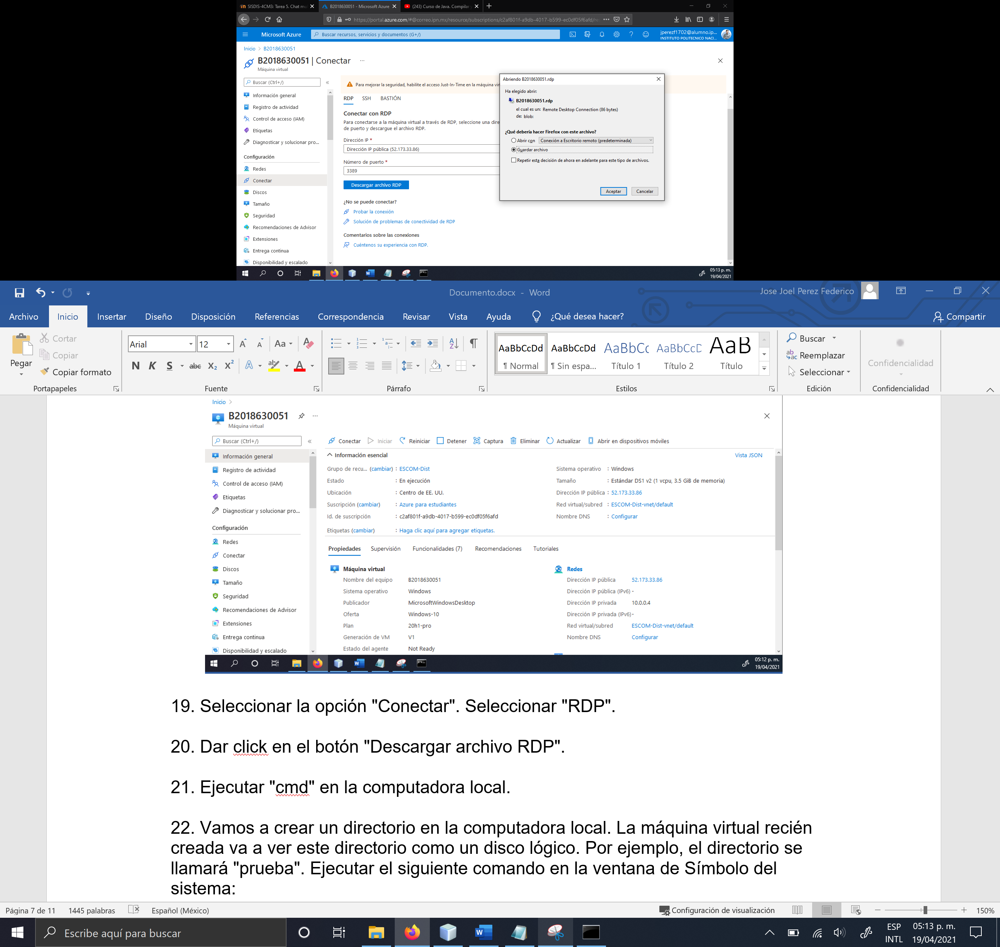 SISDIS-4CM3: Tarea 5. Chat mu
B2018630051 - Microsoft Azure
(243) Curso de Java. Compilar y
https://portal.azure.com/#@correo.ipn.mx/resource/subscriptions/c2af801f-a9db-4017-b599-ec0df05f6afd/re
Microsoft Azure
Buscar recursos, servicios y documentos (G+/)
jperezf1702@alumno.ip...
INSTITUTO POLITECNICO NACI...
Inicio > B2018630051
B2018630051 | Conectar ...
Máquina virtual
Buscar (Ctrl+/)
«
Información general
Registro de actividad
Control de acceso (IAM)
Etiquetas
Diagnosticar y solucionar pro...
Configuración
Redes
Conectar
Discos
Tamaño
Seguridad
Recomendaciones de Advisor
Extensiones
Entrega continua
Disponibilidad y escalado
Para mejorar la seguridad, habilite el acceso Just-In-Time en la máquina vir
RDP SSH BASTIÓN
Conectar con RDP
Para conectarse a la máquina virtual a través de RDP, seleccione una dire
de puerto y descargue el archivo RDP.
Dirección IP *
Dirección IP pública (52.173.33.86)
Número de puerto *
3389
Descargar archivo RDP
¿No se puede conectar?
Probar la conexión
Solución de problemas de conectividad de RDP
Comentarios sobre las conexiones
Cuéntenos su experiencia con RDP.
Abriendo B2018630051.rdp
Ha elegido abrir:
B2018630051.rdp
el cual es un: Remote Desktop Connection (86 bytes)
de: blob:
¿Qué debería hacer Firefox con este archivo?
Abrir con Conexión a Escritorio remoto (predeterminada)
Guardar archivo
Repetir esta decisión de ahora en adelante para este tipo de archivos.
Aceptar Cancelar
05:13 p. m.
19/04/2021
Documento.docx - Word
Jose Joel Perez Federico
Archivo Inicio Insertar Diseño Disposición Referencias Correspondencia Revisar Vista Ayuda ¿Qué desea hacer? Compartir
Pegar
Cortar
Copiar
Copiar formato
Portapapeles
Arial 12 A A Aa A
N K S abc X₂ X² A ab A
Fuente
Párrafo
AaBbCcDd AaBbCcDd AaBbCc AaBbCcD AaB
¶ Normal ¶ Sin espa... Título 1 Título 2 Título
Estilos
Buscar
Reemplazar
Seleccionar
Edición
Confidencialidad
Confidencialidad
Inicio >
B2018630051 ...
Máquina virtual
Buscar (Ctrl+/)
«
Información general
Registro de actividad
Control de acceso (IAM)
Etiquetas
Diagnosticar y solucionar pro...
Configuración
Redes
Conectar
Discos
Tamaño
Seguridad
Recomendaciones de Advisor
Extensiones
Entrega continua
Disponibilidad y escalado
Conectar Iniciar Reiniciar Detener Captura Eliminar Actualizar Abrir en dispositivos móviles
Información esencial
Vista JSON
Grupo de recu... (cambiar) : ESCOM-Dist
Estado : En ejecución
Ubicación : Centro de EE. UU.
Suscripción (cambiar) : Azure para estudiantes
Id. de suscripción : c2af801f-a9db-4017-b599-ec0df05f6afd
Etiquetas (cambiar) : Haga clic aquí para agregar etiquetas.
Sistema operativo : Windows
Tamaño : Estándar DS1 v2 (1 vcpu, 3.5 GiB de memoria)
Dirección IP pública : 52.173.33.86
Red virtual/subred : ESCOM-Dist-vnet/default
Nombre DNS : Configurar
Propiedades Supervisión Funcionalidades (7) Recomendaciones Tutoriales
Máquina virtual
Nombre del equipo B2018630051
Sistema operativo Windows
Publicador MicrosoftWindowsDesktop
Oferta Windows-10
Plan 20h1-pro
Generación de VM V1
Estado del agente Not Ready
Redes
Dirección IP pública 52.173.33.86
Dirección IP pública (IPv6) -
Dirección IP privada 10.0.0.4
Dirección IP privada (IPv6) -
Red virtual/subred ESCOM-Dist-vnet/default
Nombre DNS Configurar
05:12 p. m.
19/04/2021
19. Seleccionar la opción "Conectar". Seleccionar "RDP".
20. Dar click en el botón "Descargar archivo RDP".
21. Ejecutar "cmd" en la computadora local.
22. Vamos a crear un directorio en la computadora local. La máquina virtual recién
creada va a ver este directorio como un disco lógico. Por ejemplo, el directorio se
llamará "prueba". Ejecutar el siguiente comando en la ventana de Símbolo del
sistema:
Página 7 de 11 1445 palabras Español (México) Configuración de visualización 150%
Escribe aquí para buscar
ESP
INTL
05:13 p. m.
19/04/2021